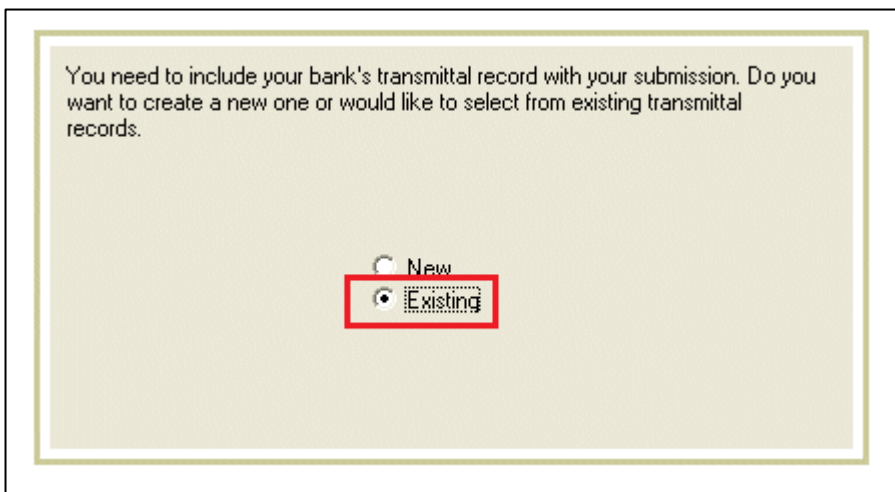 You need to include your bank's transmittal record with your submission. Do you
want to create a new one or would like to select from existing transmittal
records.
New
Existing